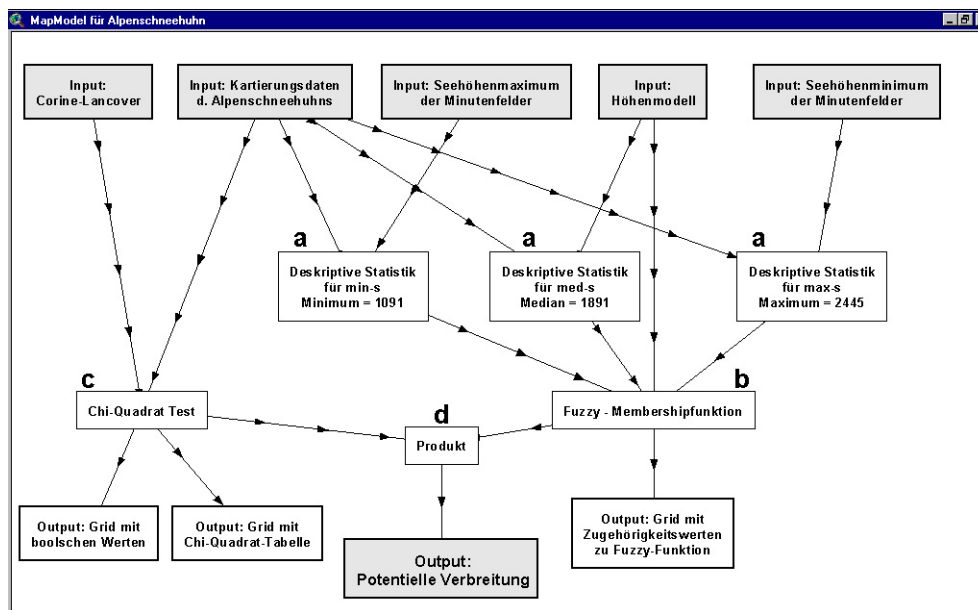 MapModel für Alpenschneehuhn
Input:
Corine-Lancover
Input: Kartierungsdaten
d. Alpenschneehuhns
Input: Seehöhenmaximum
der Minutenfelder
Input:
Höhenmodell
Input: Seehöhenminimum
der Minutenfelder
a
Deskriptive Statistik
für min-s
Minimum = 1091
a
Deskriptive Statistik
für med-s
Median = 1891
a
Deskriptive Statistik
für max-s
Maximum = 2445
c
Chi-Quadrat Test
d
Produkt
b
Fuzzy - Membershipfunktion
Output: Grid mit
boolschen Werten
Output: Grid mit
Chi-Quadrat-Tabelle
Output:
Potentielle Verbreitung
Output: Grid mit
Zugehörigkeitswerten
zu Fuzzy-Funktion